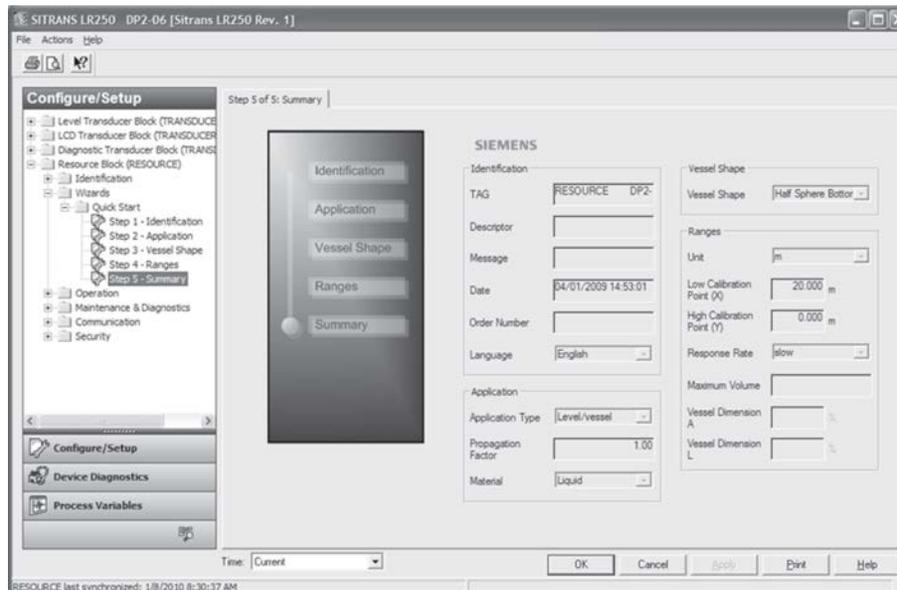 SITRANS LR250 DP2-06 [Sitrans LR250 Rev. 1]
File Actions Help
Configure/Setup
Level Transducer Block (TRANSDUCE
LCD Transducer Block (TRANSDUCER
Diagnostic Transducer Block (TRANSD
Resource Block (RESOURCE)
Identification
Wizards
Quick Start
Step 1 - Identification
Step 2 - Application
Step 3 - Vessel Shape
Step 4 - Ranges
Step 5 - Summary
Operation
Maintenance & Diagnostics
Communication
Security
Configure/Setup
Device Diagnostics
Process Variables
Step 5 of 5: Summary
Identification
Application
Vessel Shape
Ranges
Summary
SIEMENS
Identification
TAG RESOURCE DP2-
Descriptor
Message
Date 04/01/2009 14:53:01
Order Number
Language English
Application
Application Type Level/vessel
Propagation Factor 1.00
Material Liquid
Vessel Shape
Vessel Shape Half Sphere Bottor
Ranges
Unit m
Low Calibration Point (X) 20.000 m
High Calibration Point (Y) 0.000 m
Response Rate slow
Maximum Volume
Vessel Dimension A
Vessel Dimension L
Time: Current
OK Cancel Apply Print Help
RESOURCE last synchronized: 1/8/2010 8:30:37 AM